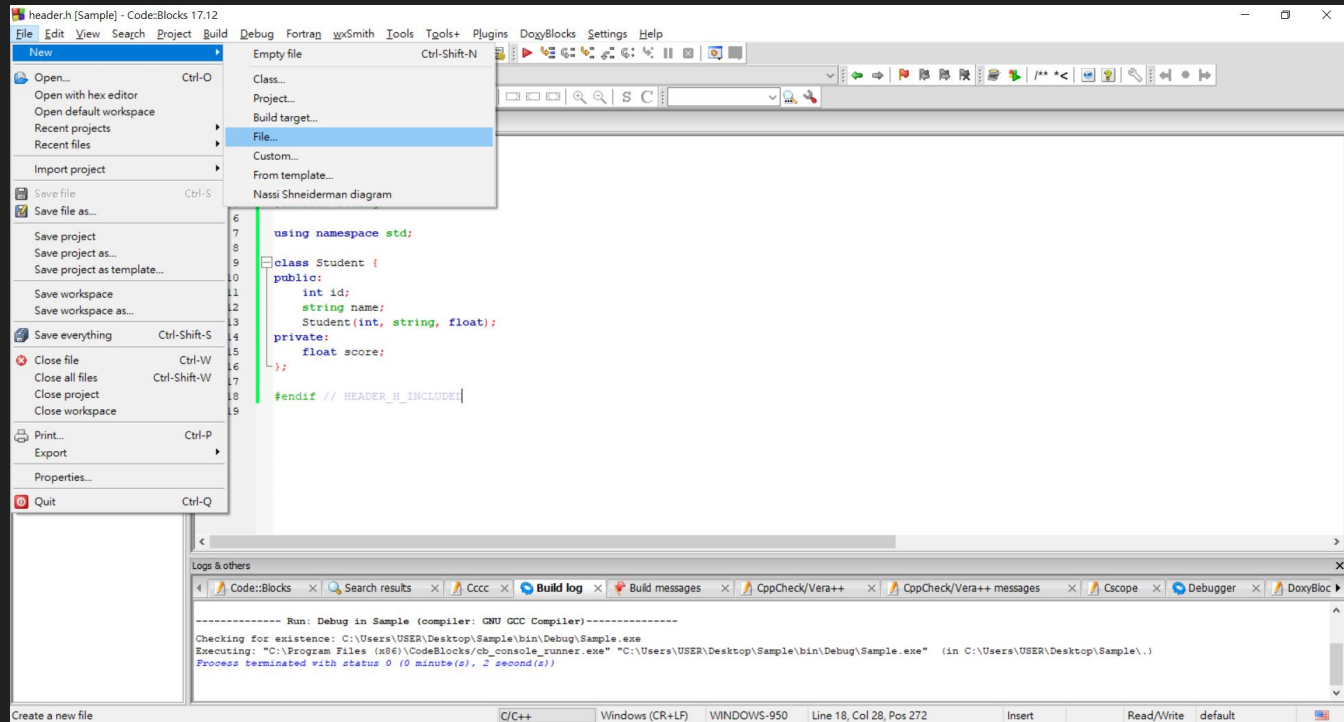 header.h [Sample] - Code::Blocks 17.12
File Edit View Search Project Build Debug Fortran wxSmith Tools Tools+ Plugins DoxyBlocks Settings Help
New
Open... Ctrl-O
Open with hex editor
Open default workspace
Recent projects
Recent files
Import project
Save file Ctrl-S
Save file as...
Save project
Save project as...
Save project as template...
Save workspace
Save workspace as...
Save everything Ctrl-Shift-S
Close file Ctrl-W
Close all files Ctrl-Shift-W
Close project
Close workspace
Print... Ctrl-P
Export
Properties...
Quit Ctrl-Q
Empty file Ctrl-Shift-N
Class...
Project...
Build target...
File...
Custom...
From template...
Nassi Shneiderman diagram
/** *<
S C
6
7 using namespace std;
8
9 class Student {
10 public:
11 int id;
12 string name;
13 Student(int, string, float);
14 private:
15 float score;
16 };
17
18 #endif // HEADER_H_INCLUDED
19
Logs & others
Code::Blocks Search results Cccc Build log Build messages CppCheck/Vera++ CppCheck/Vera++ messages Cscope Debugger DoxyBloc
-------------- Run: Debug in Sample (compiler: GNU GCC Compiler)---------------
Checking for existence: C:\Users\USER\Desktop\Sample\bin\Debug\Sample.exe
Executing: "C:\Program Files (x86)\CodeBlocks/cb_console_runner.exe" "C:\Users\USER\Desktop\Sample\bin\Debug\Sample.exe" (in C:\Users\USER\Desktop\Sample\.)
Process terminated with status 0 (0 minute(s), 2 second(s))
Create a new file C/C++ Windows (CR+LF) WINDOWS-950 Line 18, Col 28, Pos 272 Insert Read/Write default